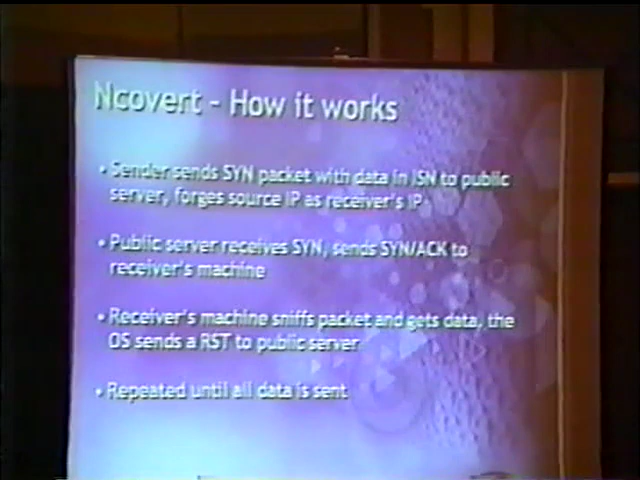 Ncovert - How it works
• Sender sends SYN packet with data in ISN to public
server, forges source IP as receiver's IP
• Public server receives SYN, sends SYN/ACK to
receiver's machine
• Receiver's machine sniffs packet and gets data, the
OS sends a RST to public server
• Repeated until all data is sent